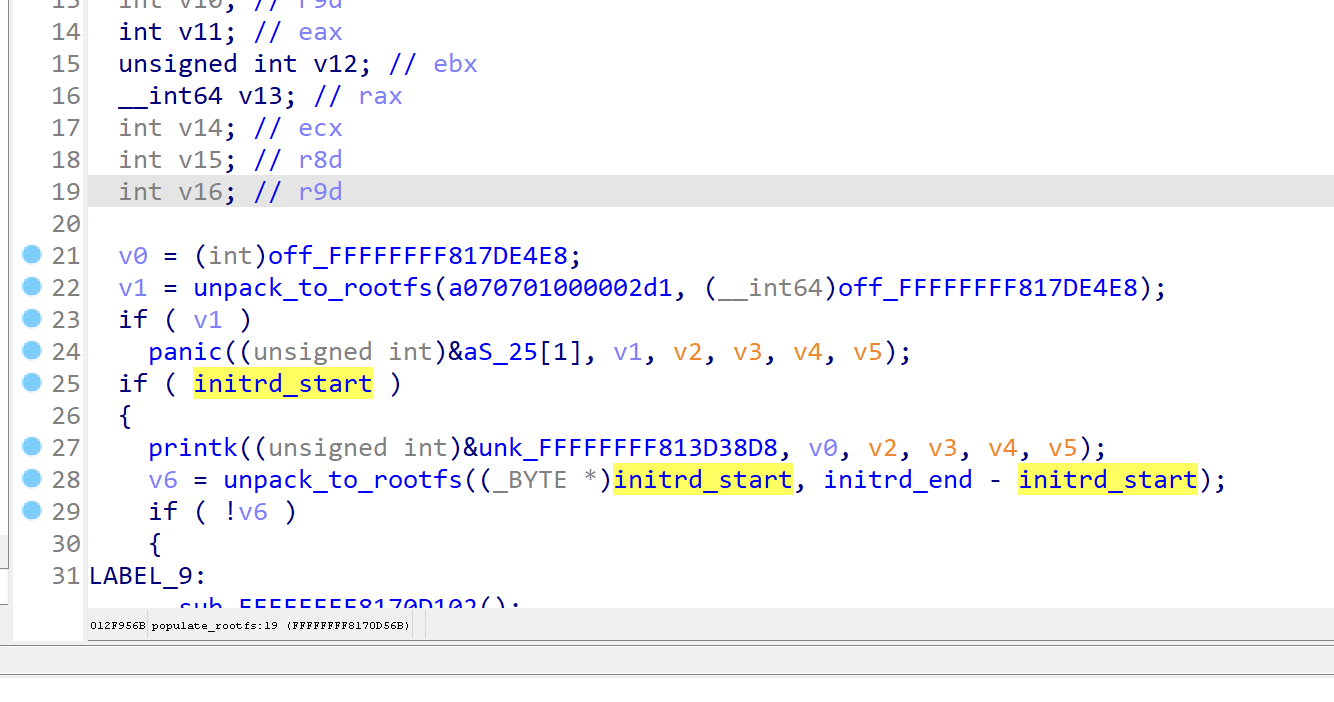 13 int v10; // r9d
14 int v11; // eax
15 unsigned int v12; // ebx
16 __int64 v13; // rax
17 int v14; // ecx
18 int v15; // r8d
19 int v16; // r9d
20
21 v0 = (int)off_FFFFFFFF817DE4E8;
22 v1 = unpack_to_rootfs(a070701000002d1, (__int64)off_FFFFFFFF817DE4E8);
23 if ( v1 )
24 panic((unsigned int)&aS_25[1], v1, v2, v3, v4, v5);
25 if ( initrd_start )
26 {
27 printk((unsigned int)&unk_FFFFFFFF813D38D8, v0, v2, v3, v4, v5);
28 v6 = unpack_to_rootfs((_BYTE *)initrd_start, initrd_end - initrd_start);
29 if ( !v6 )
30 {
31 LABEL_9:
sub_FFFFFFFF8170D102();
012F956B populate_rootfs:19 (FFFFFFFF8170D56B)